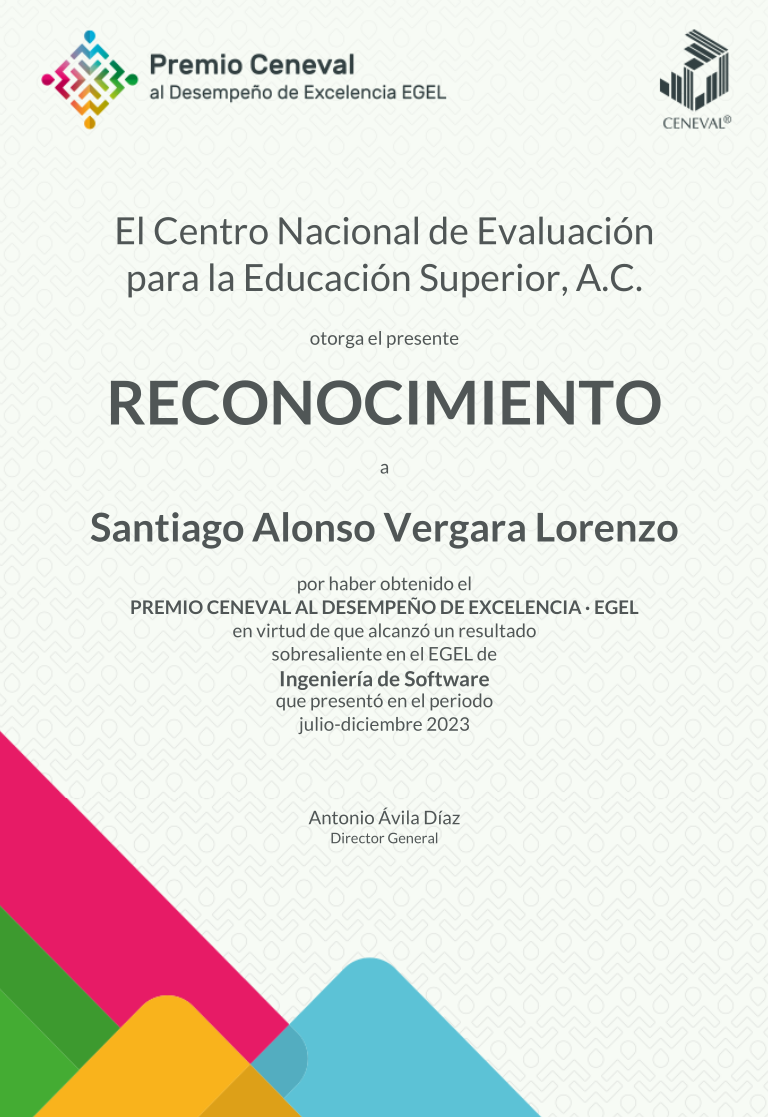 Premio Ceneval
al Desempeño de Excelencia EGEL
CENEVAL®
El Centro Nacional de Evaluación
para la Educación Superior, A.C.
otorga el presente
RECONOCIMIENTO
a
Santiago Alonso Vergara Lorenzo
por haber obtenido el
PREMIO CENEVAL AL DESEMPEÑO DE EXCELENCIA · EGEL
en virtud de que alcanzó un resultado
sobresaliente en el EGEL de
Ingeniería de Software
que presentó en el periodo
julio-diciembre 2023
Antonio Ávila Díaz
Director General